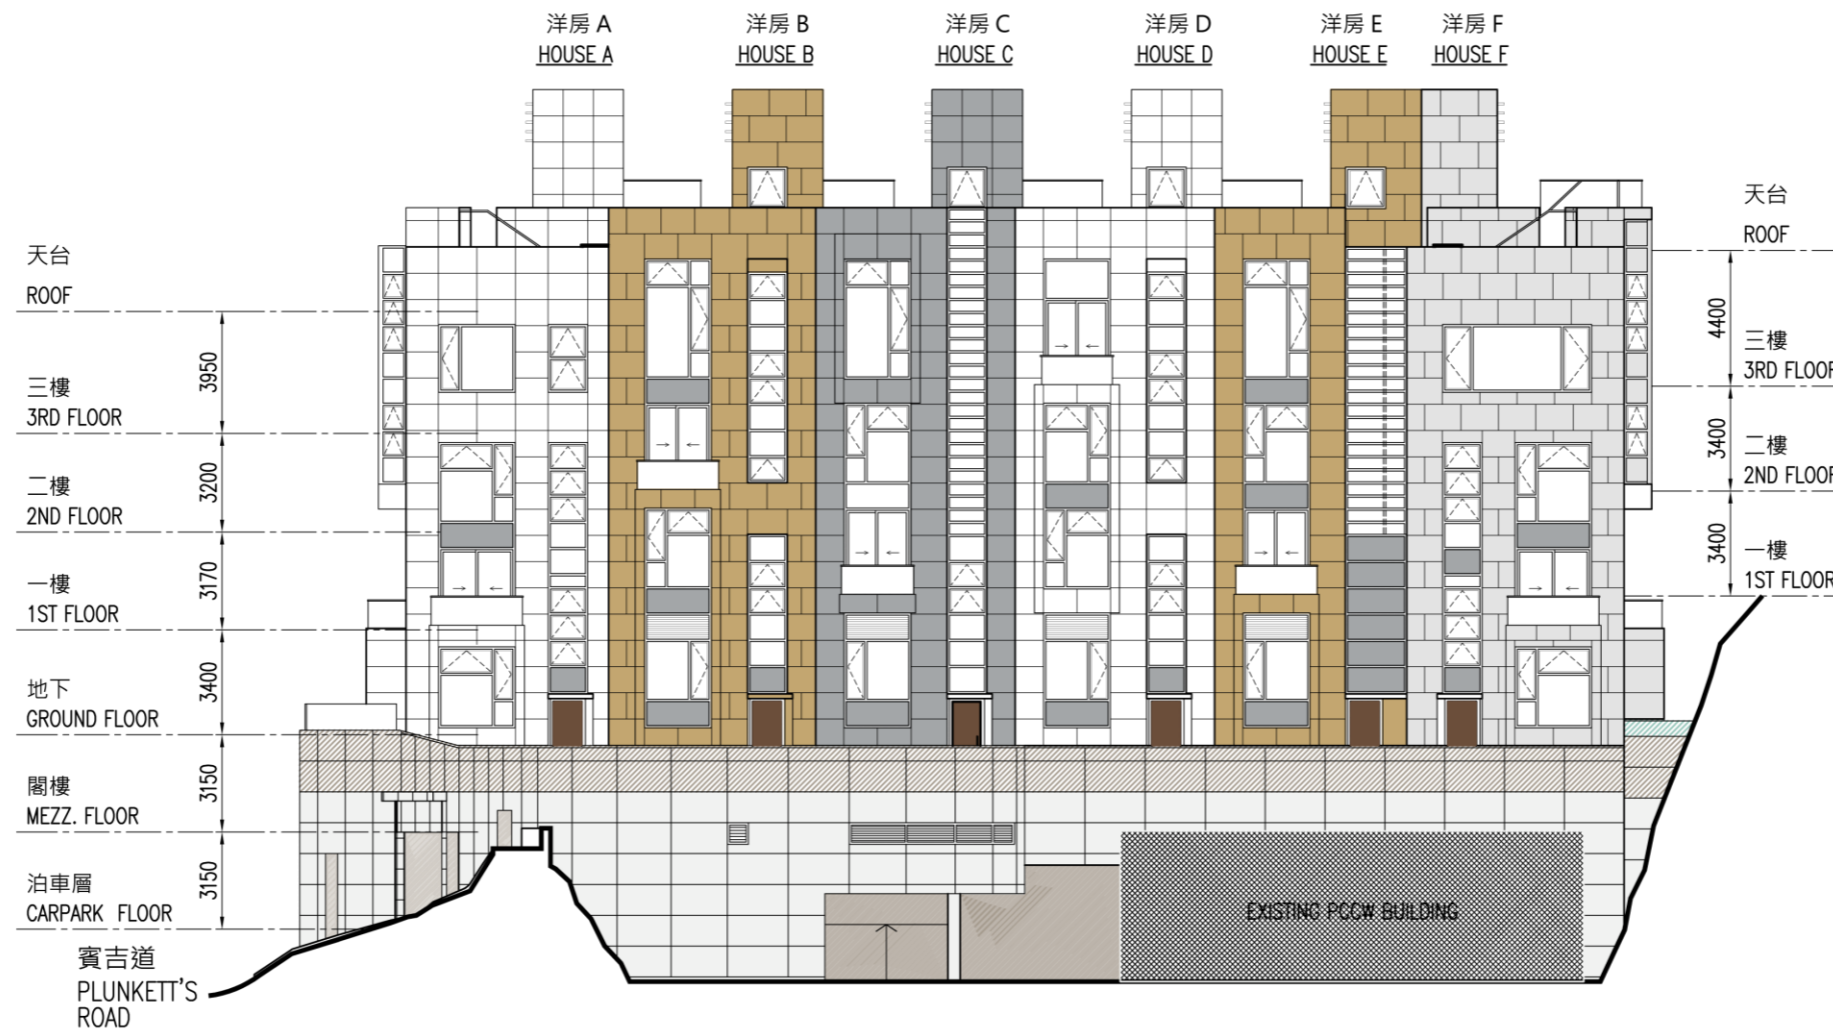 洋房 A
HOUSE A
洋房 B
HOUSE B
洋房 C
HOUSE C
洋房 D
HOUSE D
洋房 E
HOUSE E
洋房 F
HOUSE F
天台
ROOF
3950
三樓
3RD FLOOR
3200
二樓
2ND FLOOR
3170
一樓
1ST FLOOR
3400
地下
GROUND FLOOR
3150
閣樓
MEZZ. FLOOR
3150
泊車層
CARPARK FLOOR
賓吉道
PLUNKETT'S
ROAD
EXISTING PCCW BUILDING
天台
ROOF
4400
三樓
3RD FLOOR
3400
二樓
2ND FLOOR
3400
一樓
1ST FLOOR